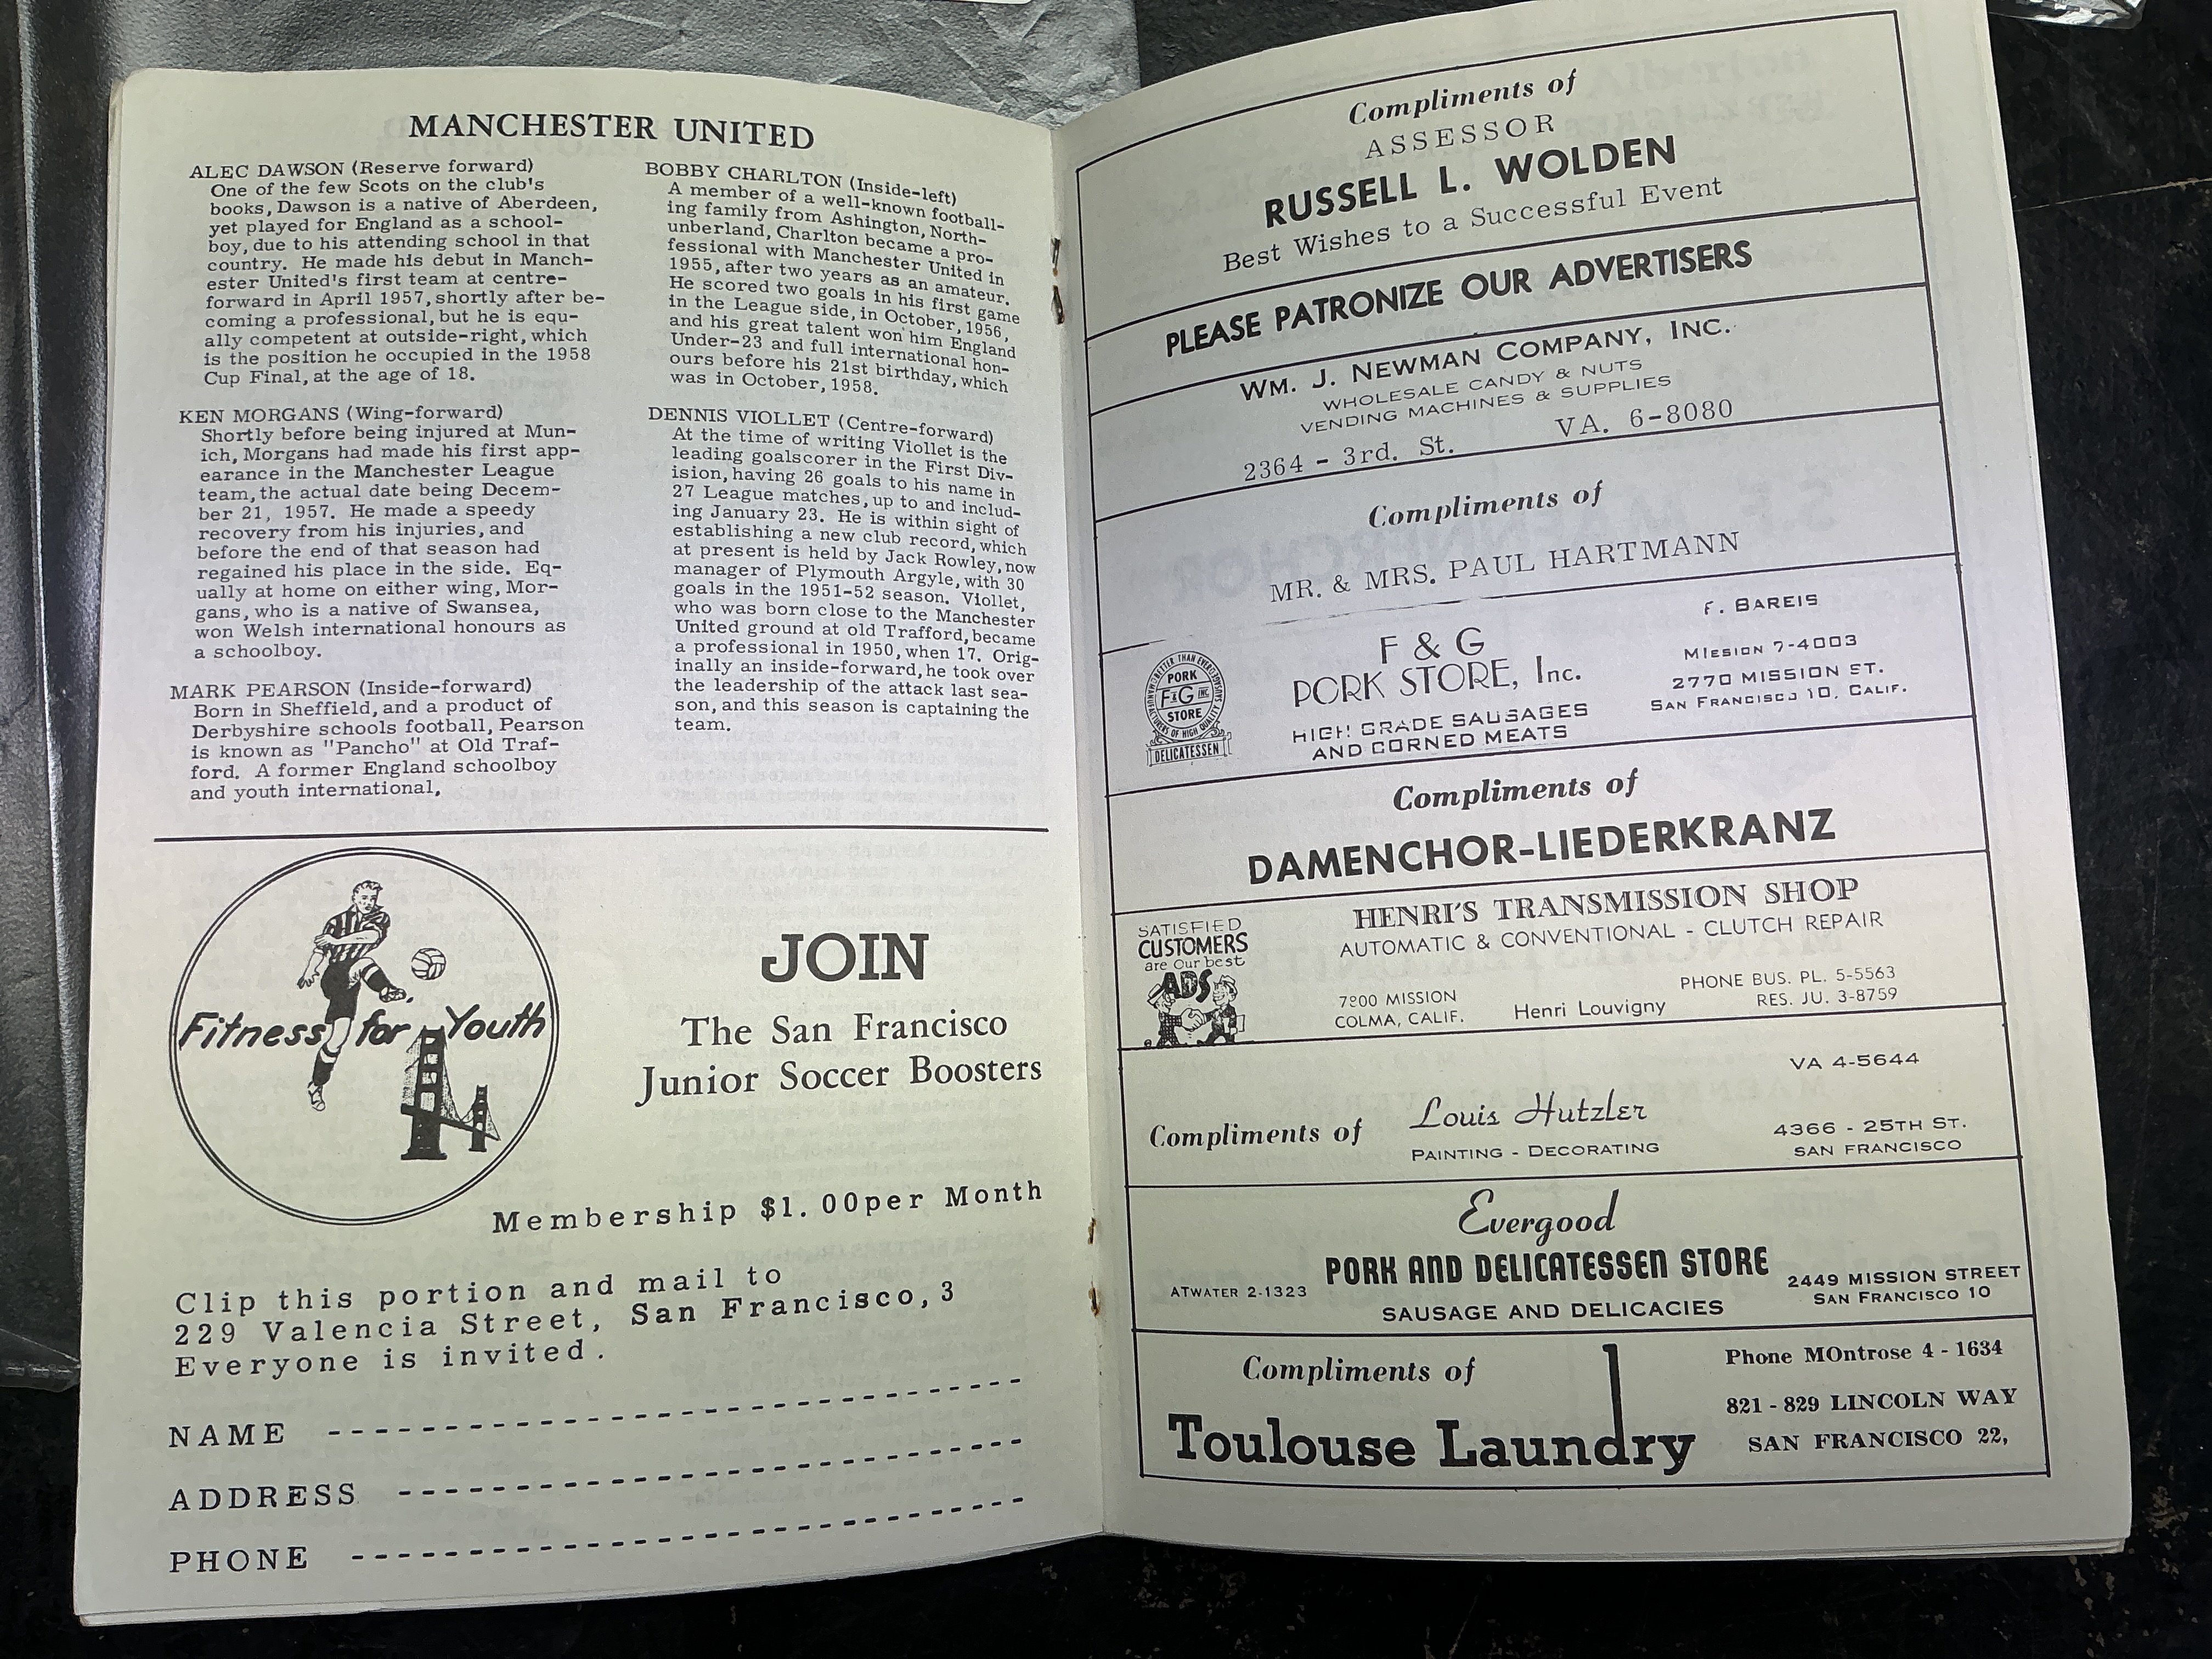 MANCHESTER UNITED
ALEC DAWSON (Reserve forward)
One of the few Scots on the club's
books, Dawson is a native of Aberdeen,
yet played for England as a school-
boy, due to his attending school in that
country. He made his debut in Manch-
ester United's first team at centre-
forward in April 1957, shortly after be-
coming a professional, but he is equ-
ally competent at outside-right, which
is the position he occupied in the 1958
Cup Final, at the age of 18.
KEN MORGANS (Wing-forward)
Shortly before being injured at Mun-
ich, Morgans had made his first app-
earance in the Manchester League
team, the actual date being Decem-
ber 21, 1957. He made a speedy
recovery from his injuries, and
before the end of that season had
regained his place in the side. Eq-
ually at home on either wing, Mor-
gans, who is a native of Swansea,
won Welsh international honours as
a schoolboy.
MARK PEARSON (Inside-forward)
Born in Sheffield, and a product of
Derbyshire schools football, Pearson
is known as "Pancho" at Old Traf-
ford. A former England schoolboy
and youth international.
BOBBY CHARLTON (Inside-left)
A member of a well-known football-
ing family from Ashington, North-
unberland, Charlton became a pro-
fessional with Manchester United in
1955, after two years as an amateur.
He scored two goals in his first game
in the League side, in October, 1956,
and his great talent won him England
Under-23 and full international hon-
ours before his 21st birthday, which
was in October, 1958.
DENNIS VIOLLET (Centre-forward)
At the time of writing Viollet is the
leading goalscorer in the First Div-
ision, having 26 goals to his name in
27 League matches, up to and includ-
ing January 23. He is within sight of
establishing a new club record, which
at present is held by Jack Rowley, now
manager of Plymouth Argyle, with 30
goals in the 1951-52 season. Viollet,
who was born close to the Manchester
United ground at old Trafford, became
a professional in 1950, when 17. Orig-
inally an inside-forward, he took over
the leadership of the attack last sea-
son, and this season is captaining the
team.
Fitness for Youth
JOIN
The San Francisco
Junior Soccer Boosters
Membership $1.00per Month
Clip this portion and mail to
229 Valencia Street, San Francisco, 3
Everyone is invited.
NAME
ADDRESS
PHONE
Compliments of
ASSESSOR
RUSSELL L. WOLDEN
Best Wishes to a Successful Event
PLEASE PATRONIZE OUR ADVERTISERS
WM. J. NEWMAN COMPANY, INC.
WHOLESALE CANDY & NUTS
VENDING MACHINES & SUPPLIES
2364 - 3rd. St. VA. 6-8080
Compliments of
MR. & MRS. PAUL HARTMANN
PORK
F&G INC
STORE
DELICATESSEN
F & G
PORK STORE, Inc.
HIGH GRADE SAUSAGES
AND CORNED MEATS
F. BAREIS
MISSION 7-4003
2770 MISSION ST.
SAN FRANCISCO 10, CALIF.
Compliments of
DAMENCHOR-LIEDERKRANZ
SATISFIED
CUSTOMERS
are Our best
ADS
HENRI'S TRANSMISSION SHOP
AUTOMATIC & CONVENTIONAL - CLUTCH REPAIR
7800 MISSION
COLMA, CALIF.
Henri Louvigny
PHONE BUS. PL. 5-5563
RES. JU. 3-8759
Compliments of
Louis Hutzler
PAINTING - DECORATING
VA 4-5644
4366 - 25TH ST.
SAN FRANCISCO
Evergood
PORK AND DELICATESSEN STORE
ATWATER 2-1323
SAUSAGE AND DELICACIES
2449 MISSION STREET
SAN FRANCISCO 10
Compliments of
Toulouse Laundry
Phone MOntrose 4 - 1634
821 - 829 LINCOLN WAY
SAN FRANCISCO 22,